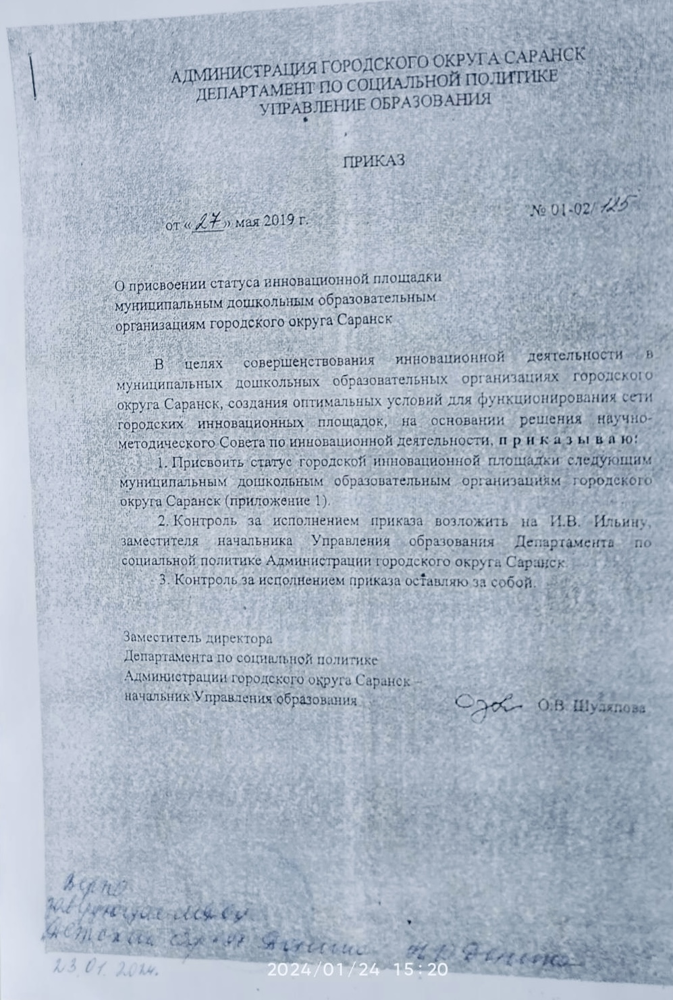 АДМИНИСТРАЦИЯ ГОРОДСКОГО ОКРУГА САРАНСК
ДЕПАРТАМЕНТ ПО СОЦИАЛЬНОЙ ПОЛИТИКЕ
УПРАВЛЕНИЕ ОБРАЗОВАНИЯ
ПРИКАЗ
от «27» мая 2019 г.
№ 01-02/125
О присвоении статуса инновационной площадки
муниципальным дошкольным образовательным
организациям городского округа Саранск
В целях совершенствования инновационной деятельности в
муниципальных дошкольных образовательных организациях городского
округа Саранск, создания оптимальных условий для функционирования сети
городских инновационных площадок, на основании решения научно-
методического Совета по инновационной деятельности, п р и к а з ы в а ю:
1. Присвоить статус городской инновационной площадки следующим
муниципальным дошкольным образовательным организациям городского
округа Саранск (приложение 1).
2. Контроль за исполнением приказа возложить на И.В. Ильину,
заместителя начальника Управления образования Департамента по
социальной политике Администрации городского округа Саранск
3. Контроль за исполнением приказа оставляю за собой.
Заместитель директора
Департамента по социальной политике
Администрации городского округа Саранск –
начальник Управления образования
О.В. Шуляпова
Верно
заведующая
Детский
23.01.2024.
2024/01/24 15:20